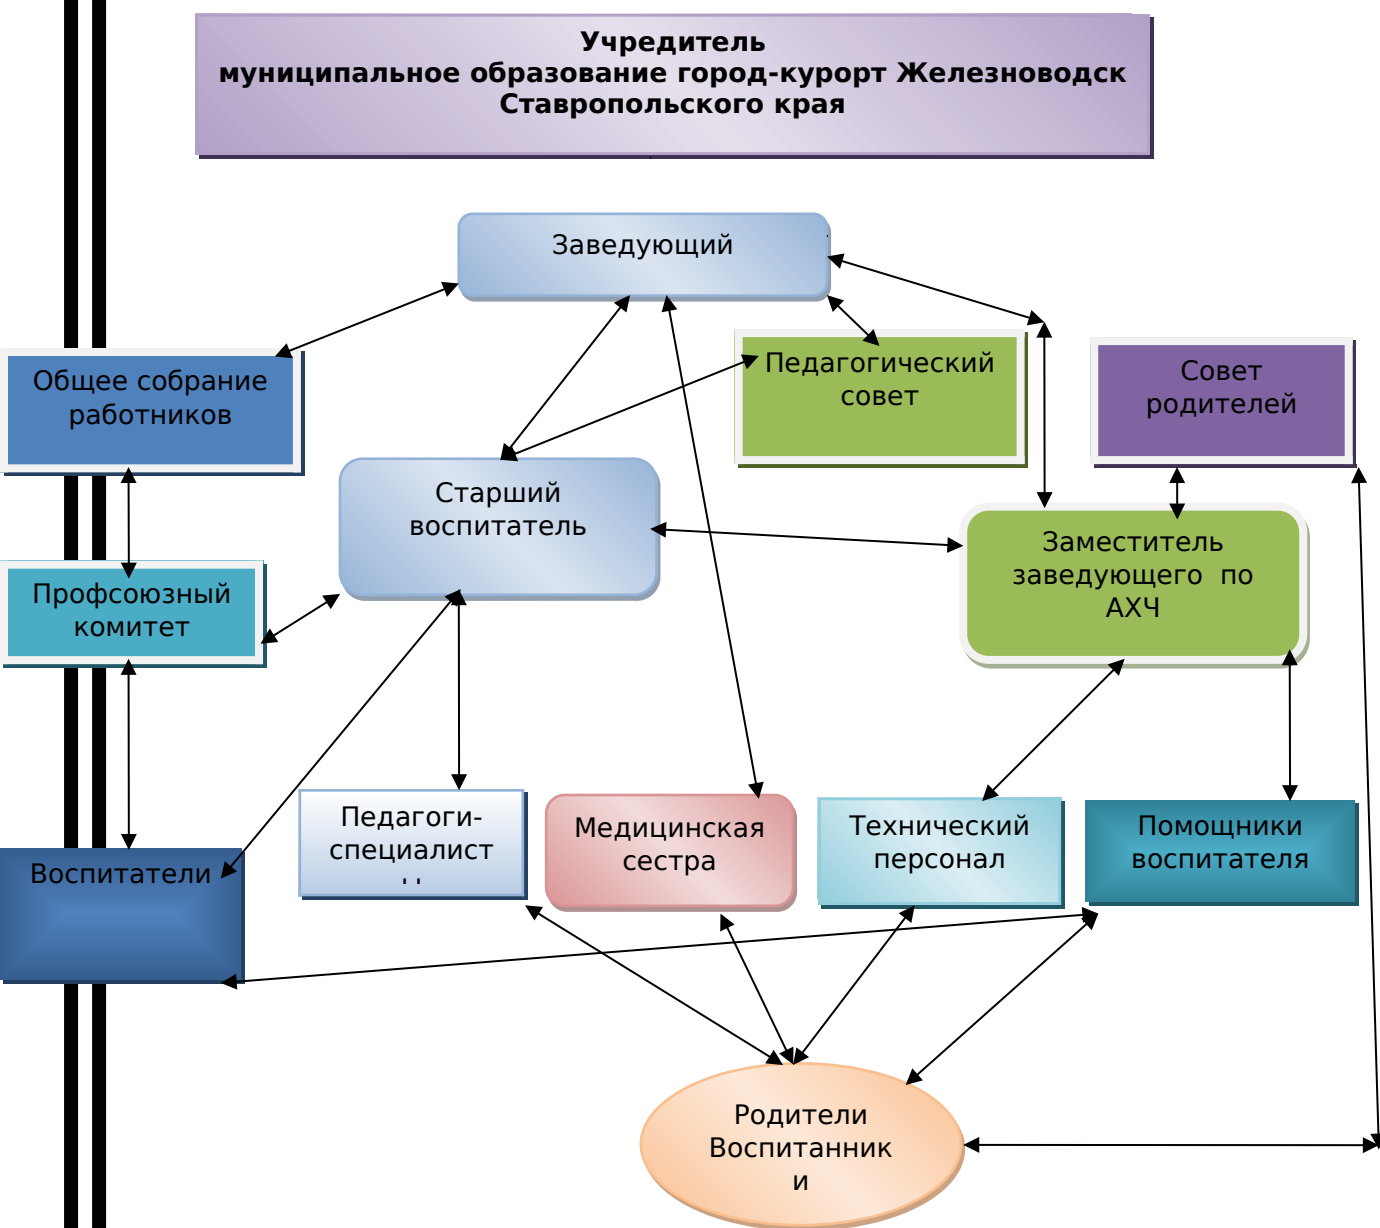 Учредитель
муниципальное образование город-курорт Железноводск
Ставропольского края
Заведующий
Общее собрание
работников
Педагогический
совет
Совет
родителей
Старший
воспитатель
Заместитель
заведующего по
АХЧ
Профсоюзный
комитет
Воспитатели
Педагоги-
специалист
Медицинская
сестра
Технический
персонал
Помощники
воспитателя
Родители
Воспитанник
и